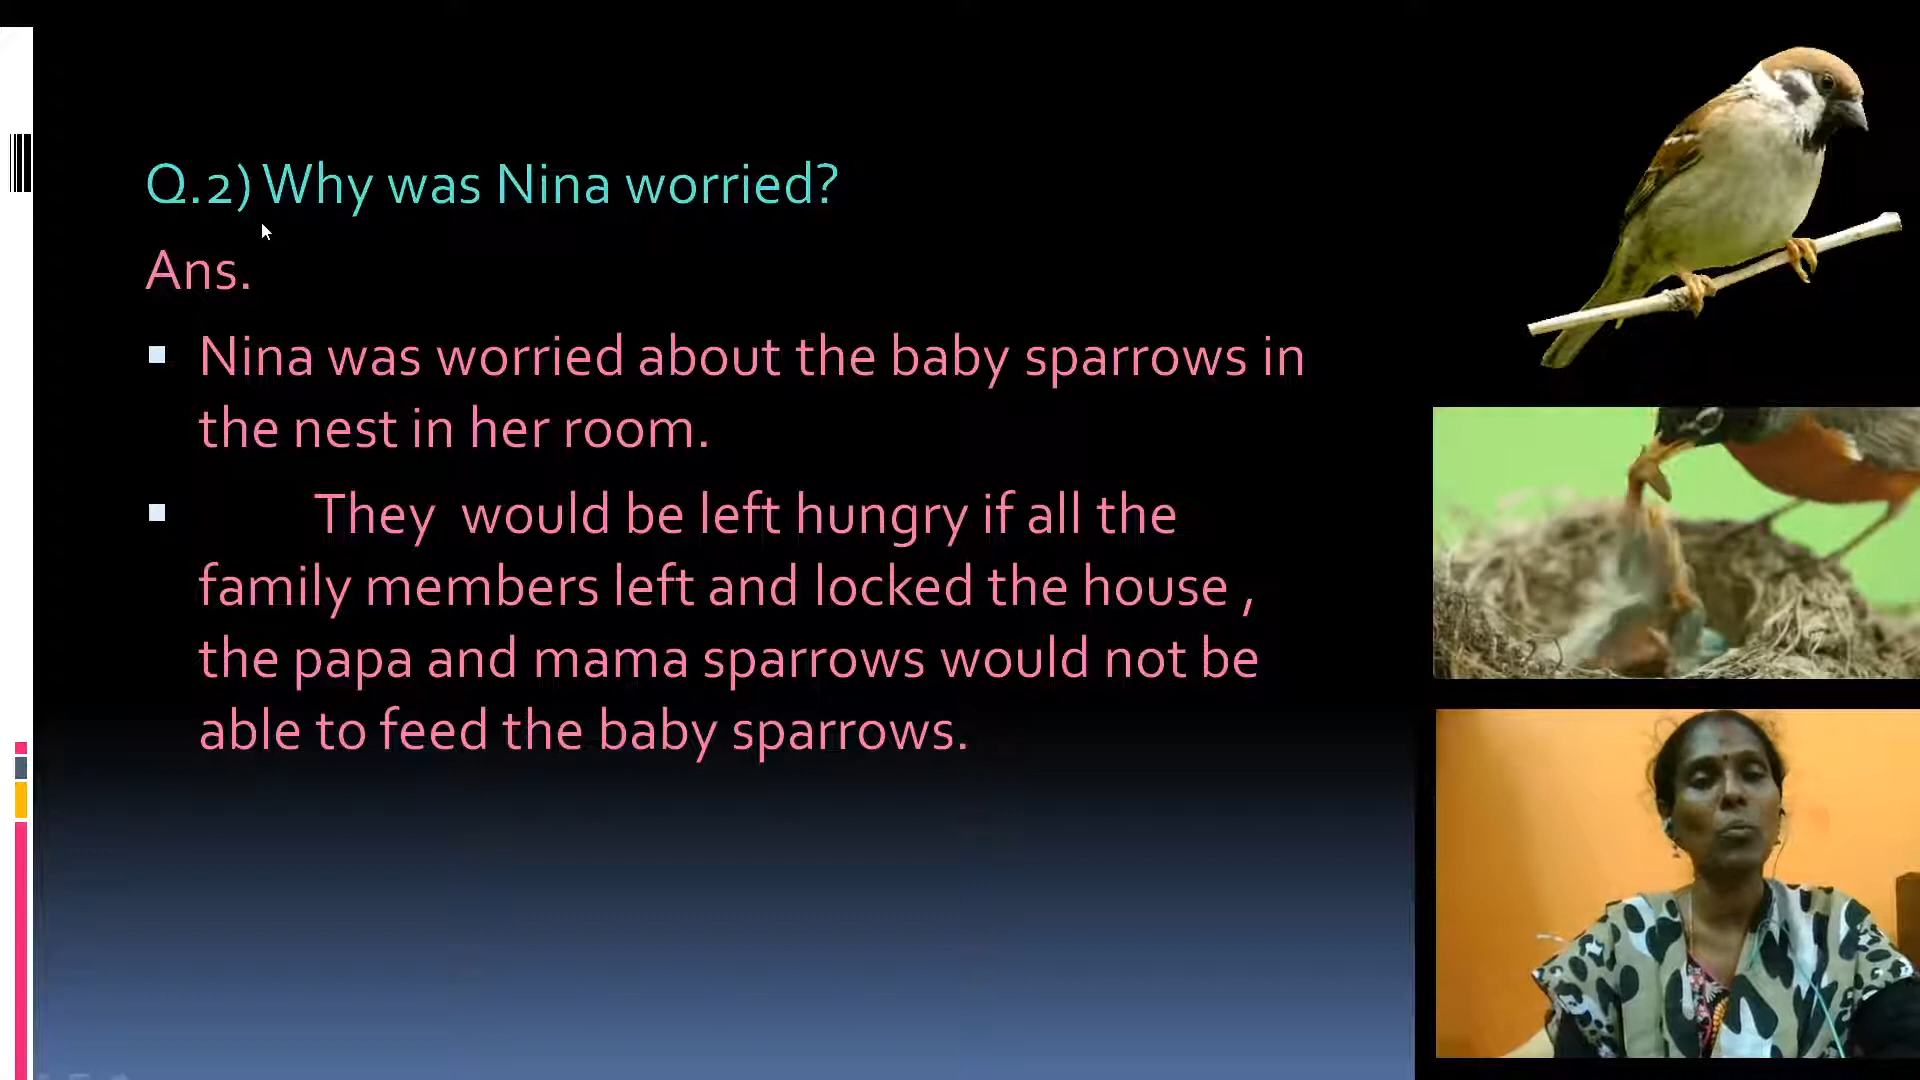 Q.2) Why was Nina worried?
Ans.
Nina was worried about the baby sparrows in
the nest in her room.
They would be left hungry if all the
family members left and locked the house ,
the papa and mama sparrows would not be
able to feed the baby sparrows.